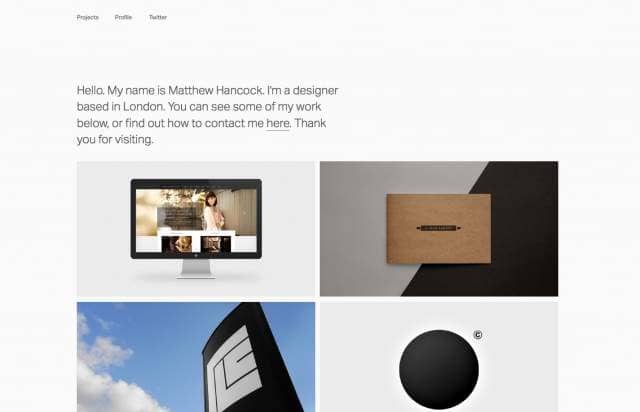 Projects Profile Twitter
Hello. My name is Matthew Hancock. I'm a designer
based in London. You can see some of my work
below, or find out how to contact me here. Thank
you for visiting.
©